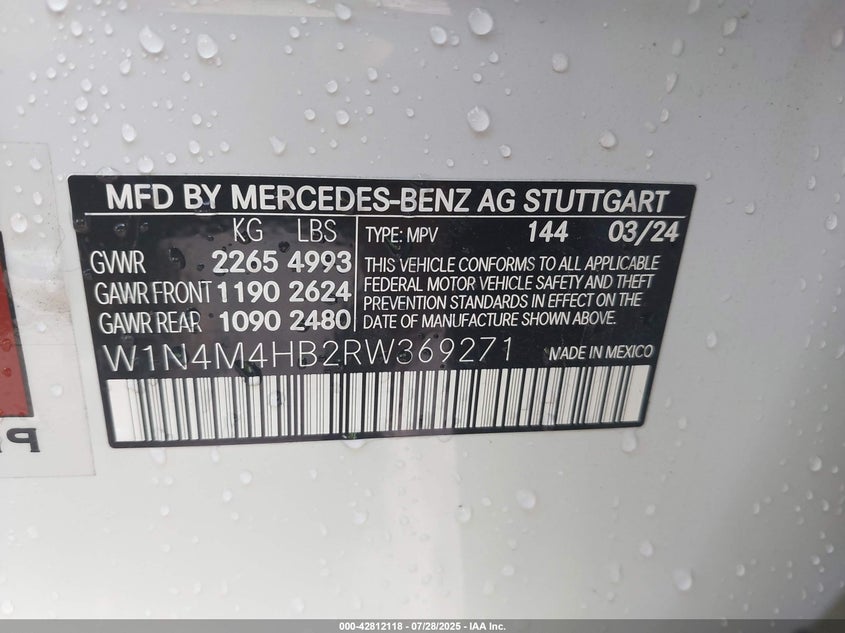 MFD BY MERCEDES-BENZ AG STUTTGART
KG LBS
GVWR 2265 4993
GAWR FRONT 1190 2624
GAWR REAR 1090 2480
TYPE: MPV 144 03/24
THIS VEHICLE CONFORMS TO ALL APPLICABLE
FEDERAL MOTOR VEHICLE SAFETY AND THEFT
PREVENTION STANDARDS IN EFFECT ON THE
DATE OF MANUFACTURE SHOWN ABOVE.
W1N4M4HB2RW369271 MADE IN MEXICO
000-42812118 - 07/28/2025 - IAA Inc.